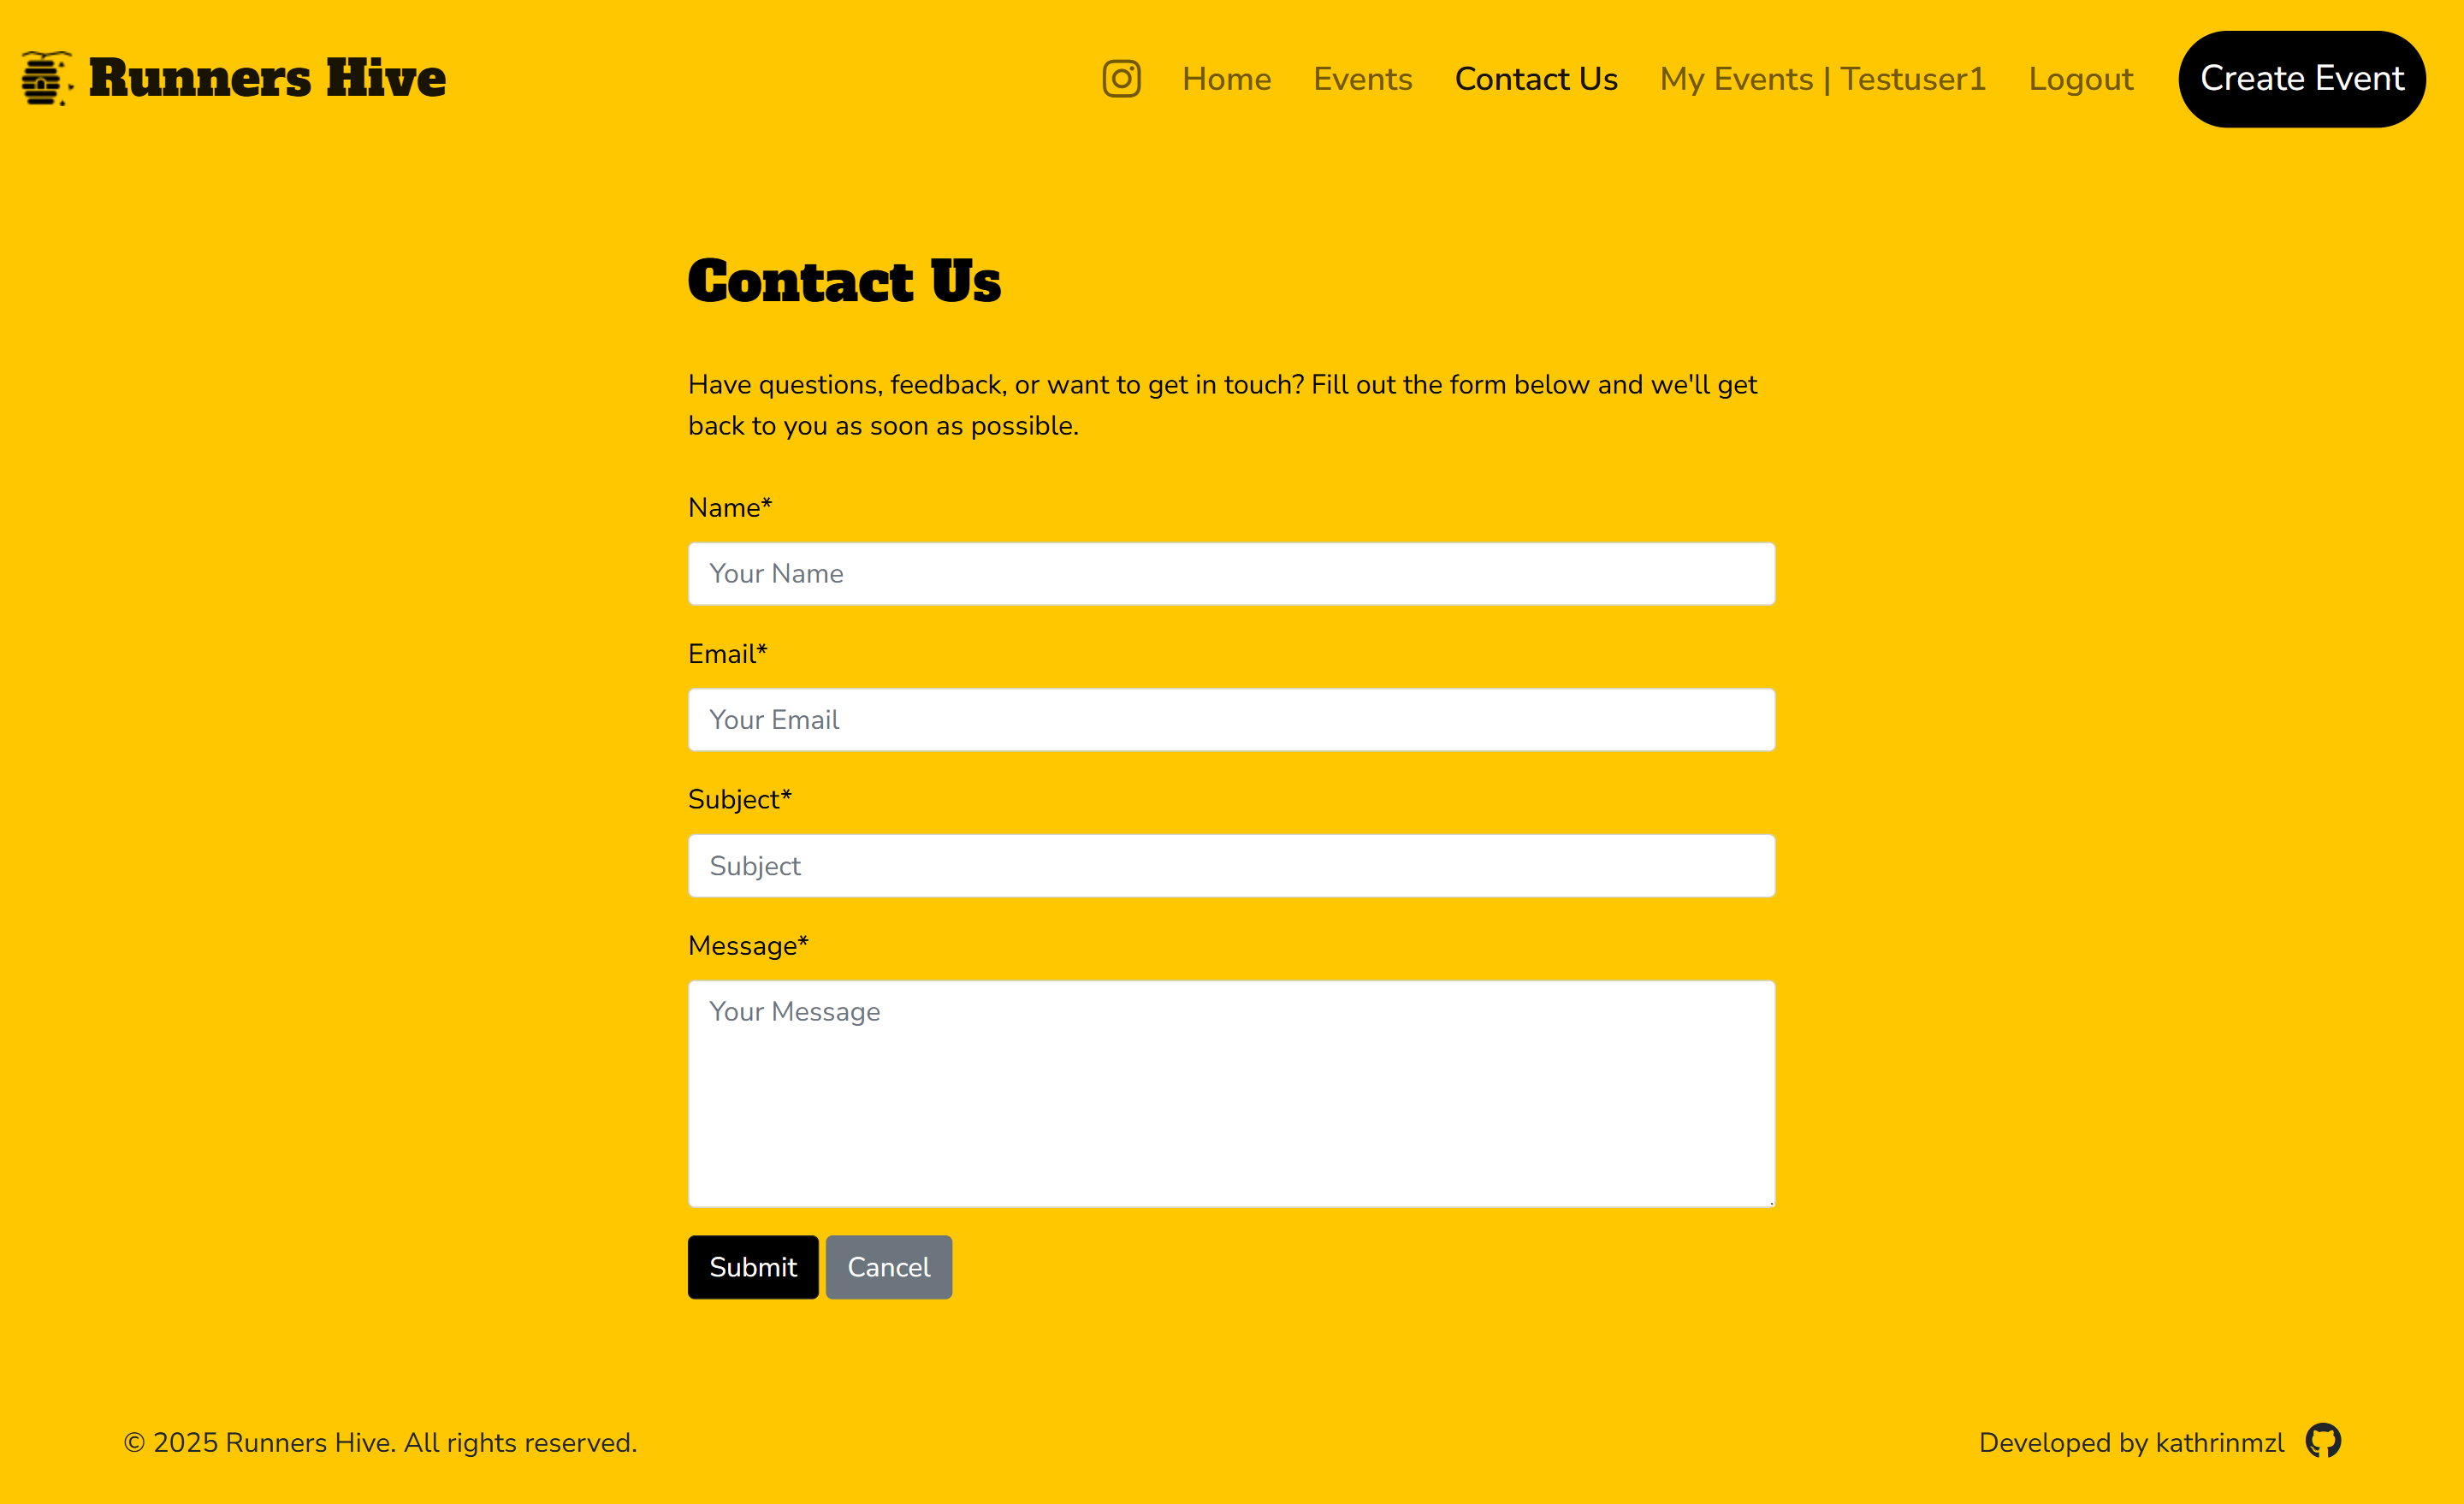 Runners Hive
Home
Events
Contact Us
My Events | Testuser1
Logout
Create Event
Contact Us
Have questions, feedback, or want to get in touch? Fill out the form below and we'll get
back to you as soon as possible.
Name*
Your Name
Email*
Your Email
Subject*
Subject
Message*
Your Message
Submit
Cancel
© 2025 Runners Hive. All rights reserved.
Developed by kathrinmzl